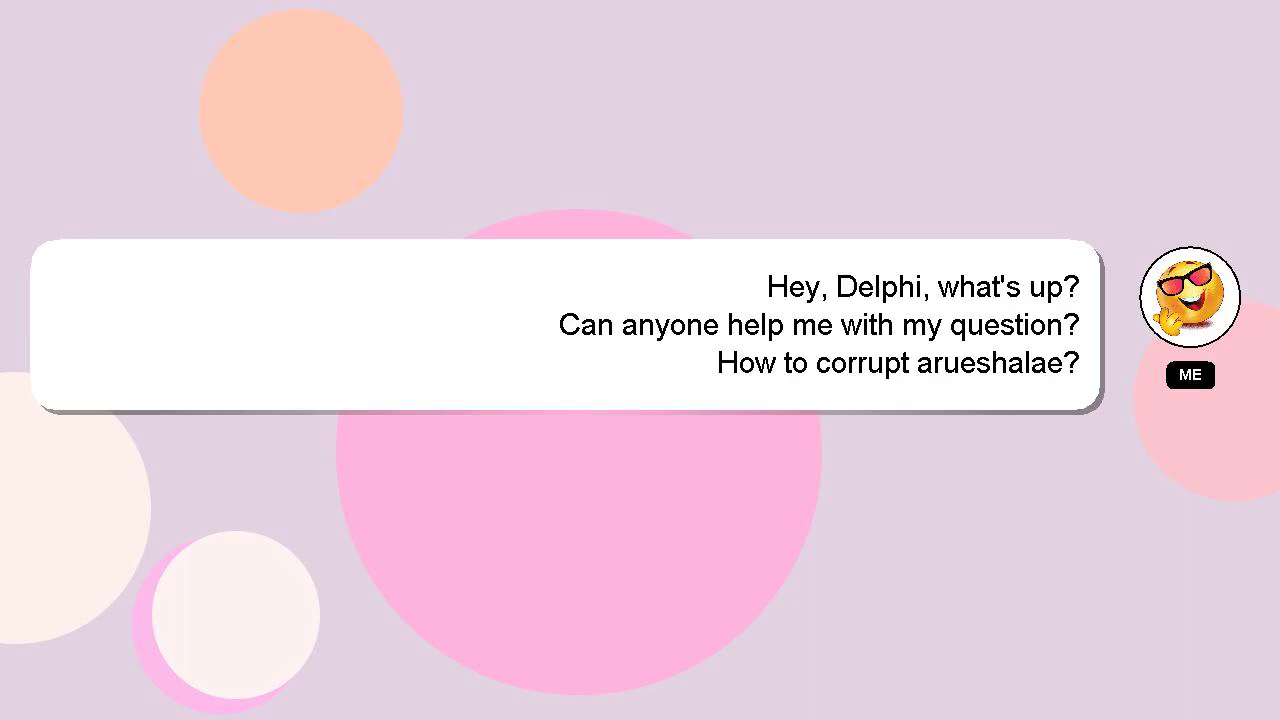 Hey, Delphi, what's up?
Can anyone help me with my question?
How to corrupt arueshalae?
ME